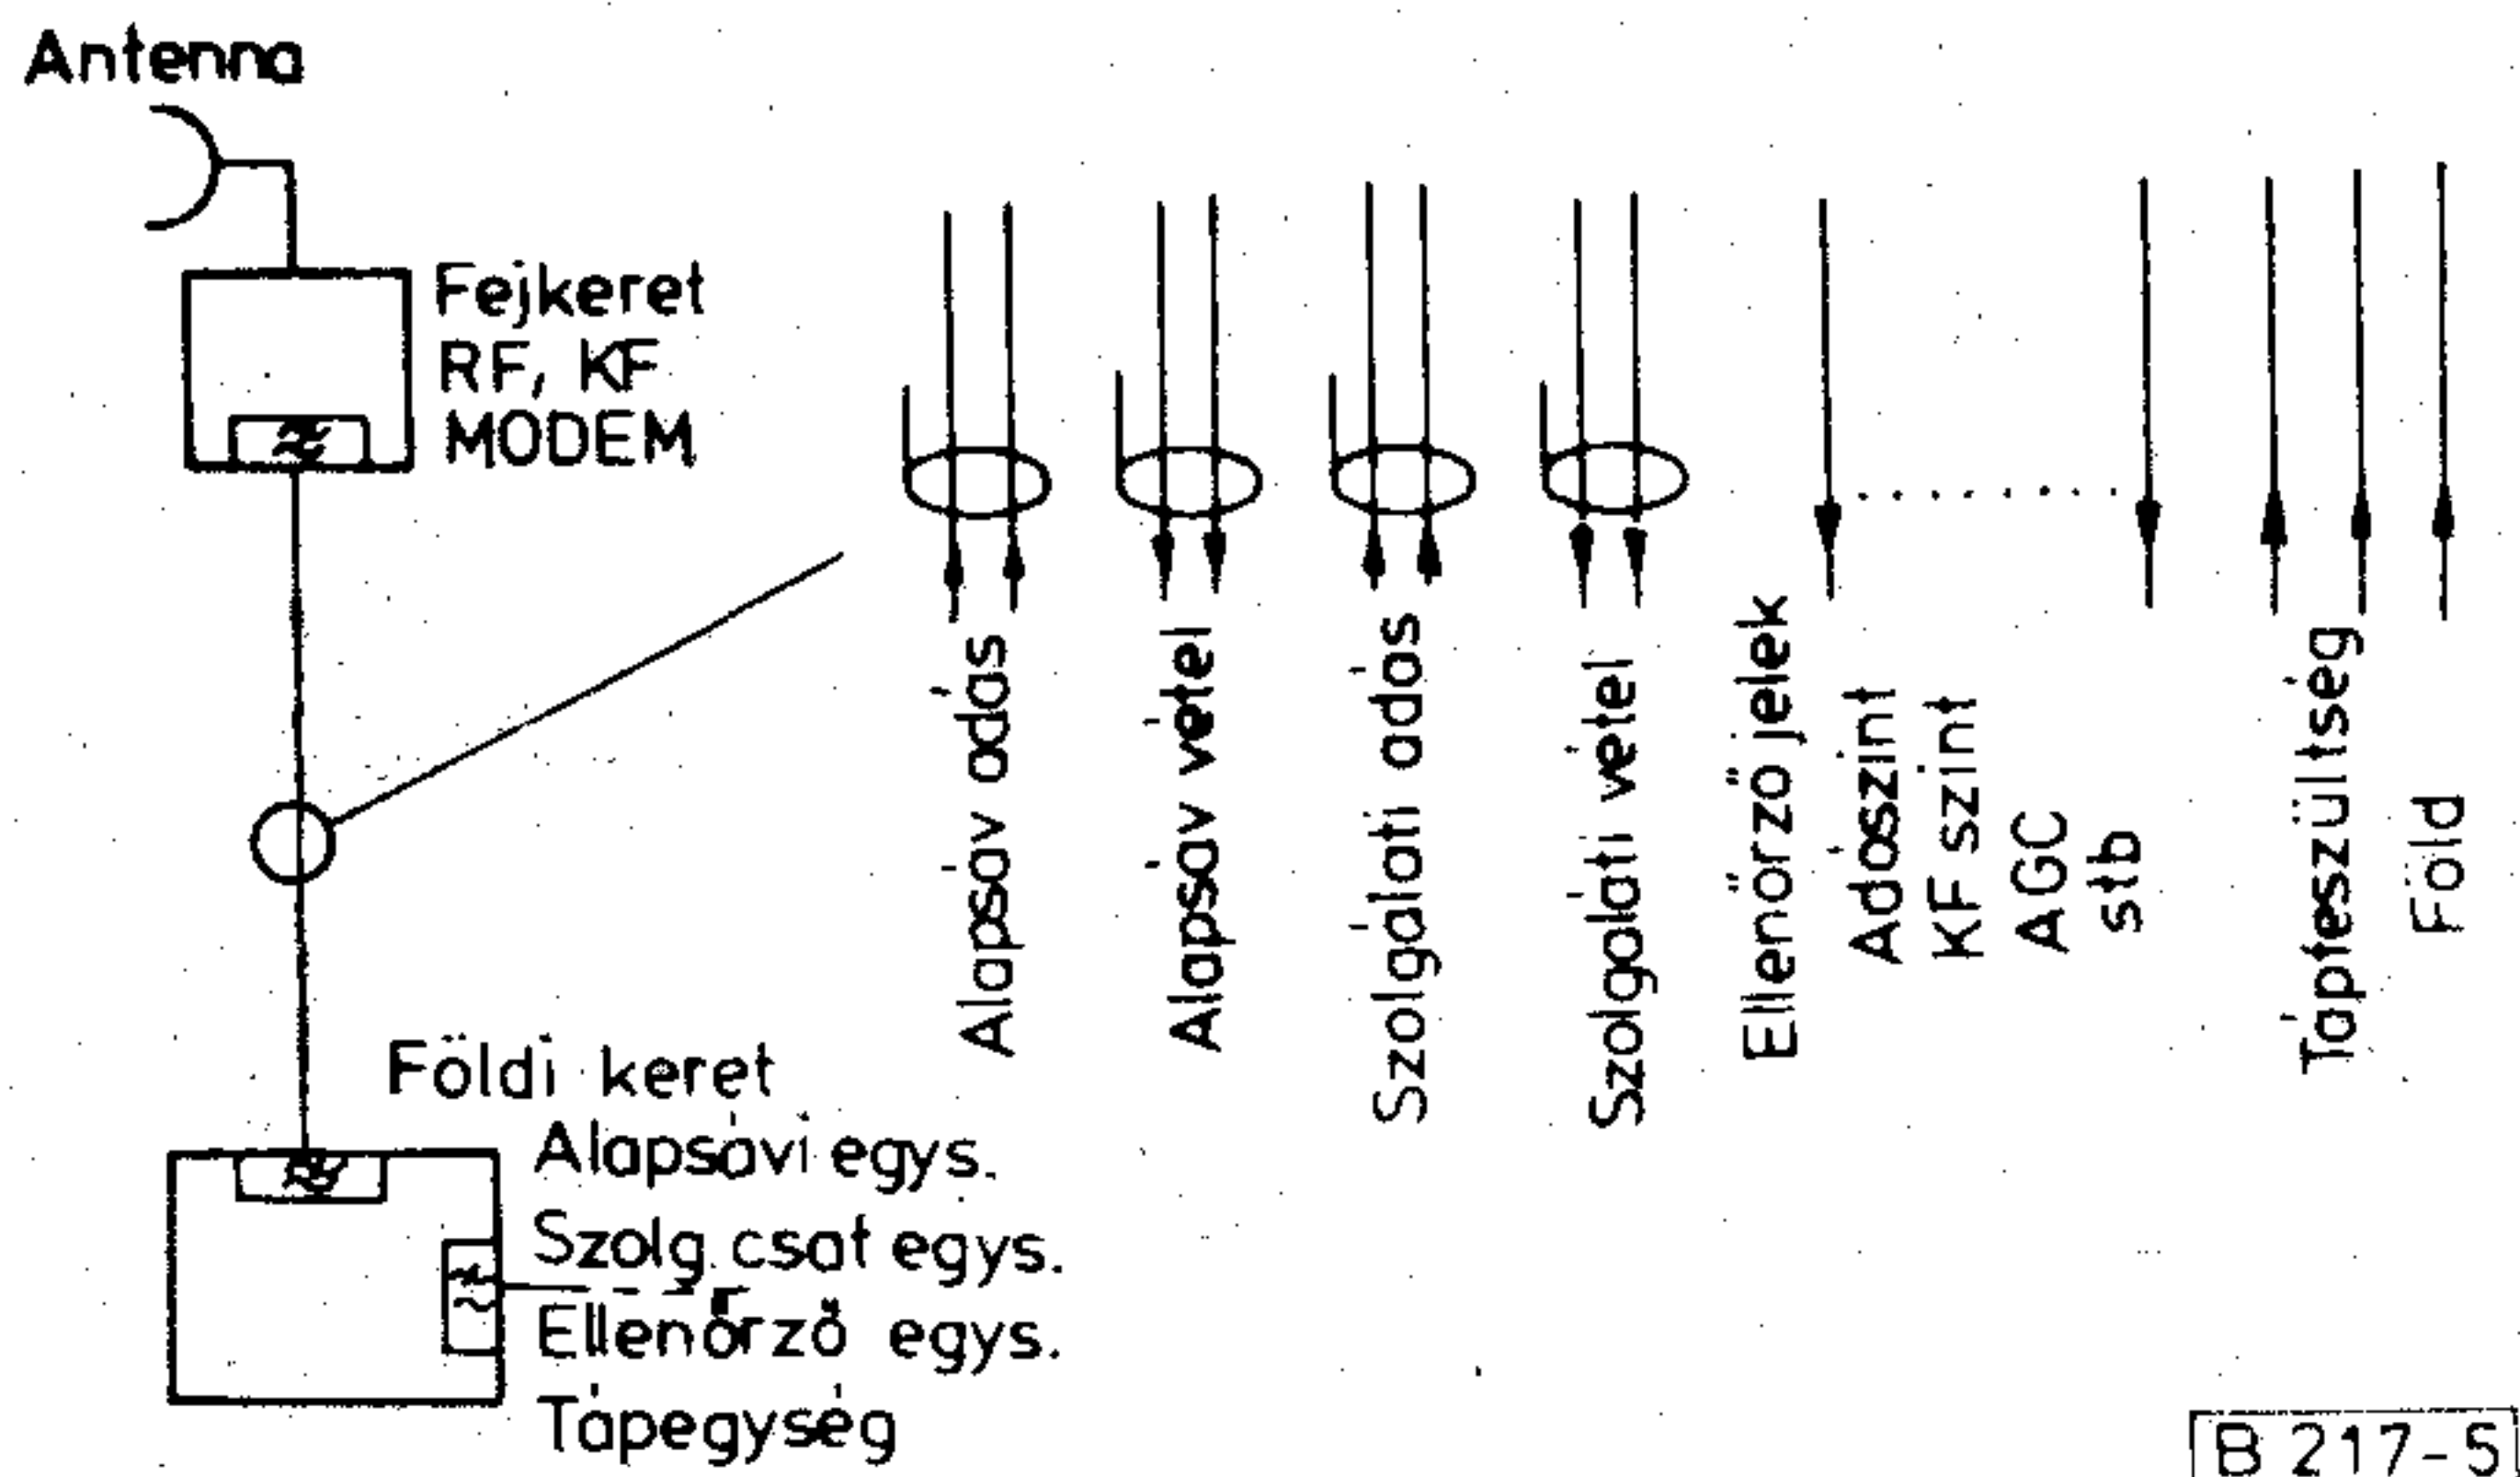 Antenna
Fejkeret
RF, KF
MODEM
Földi keret
Alapsávi egys.
Szolg. csat egys.
Ellenőrző egys.
Tápegység
Alapsáv adás
Alapsáv vétel
Szolgálati adás
Szolgálati vétel
Ellenőrző jelek
Adószint
KF szint
AGC
stb
Tápfeszültség
Föld
B 217-5